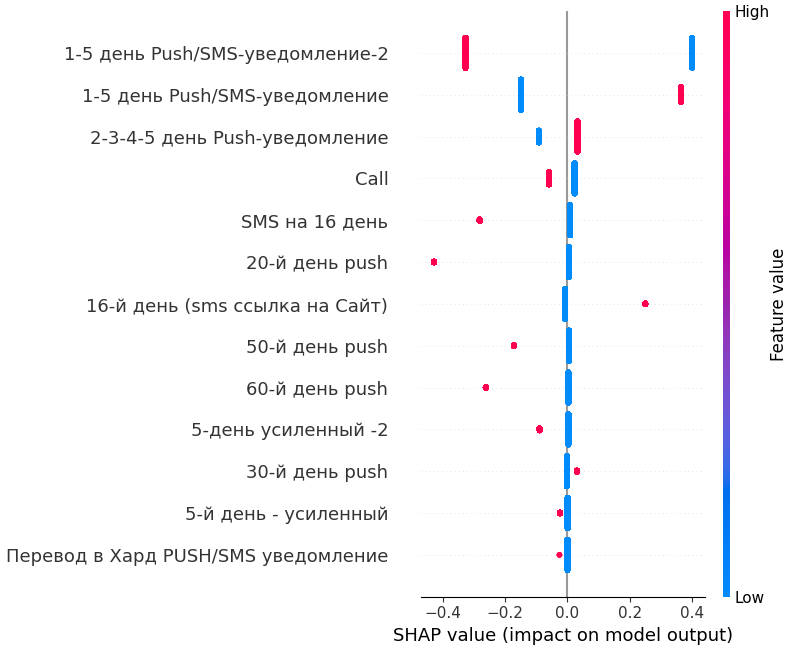 High
1-5 день Push/SMS-уведомление-2
1-5 день Push/SMS-уведомление
2-3-4-5 день Push-уведомление
Call
SMS на 16 день
20-й день push
16-й день (sms ссылка на Сайт)
50-й день push
60-й день push
5-день усиленный -2
30-й день push
5-й день - усиленный
Перевод в Хард PUSH/SMS уведомление
Feature value
Low
−0.4 −0.2 0.0 0.2 0.4
SHAP value (impact on model output)